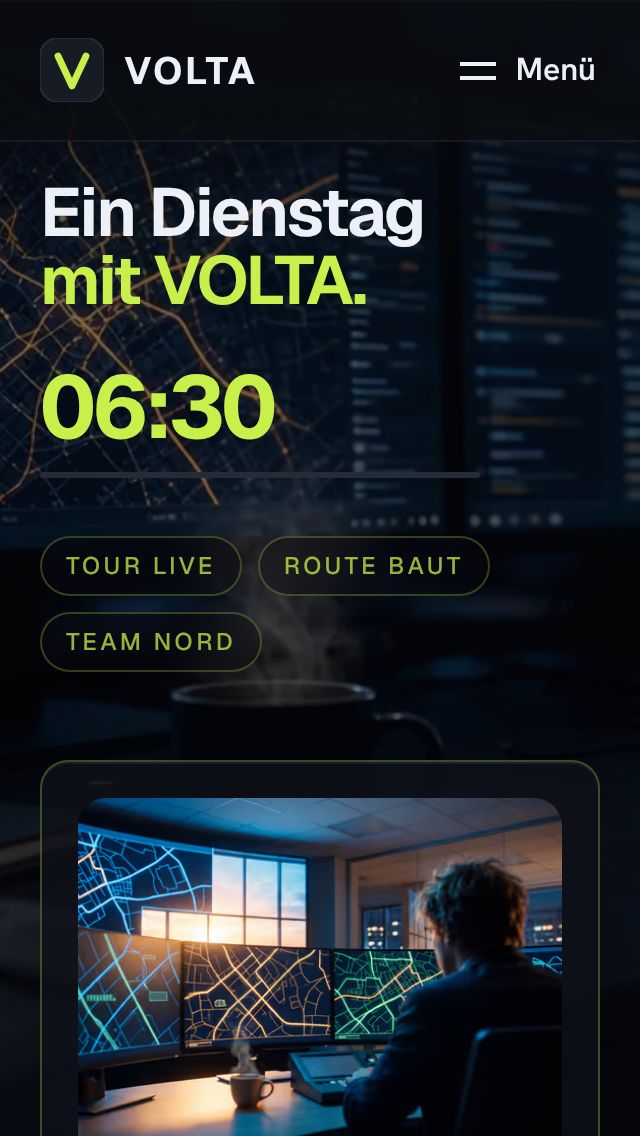 V VOLTA
Menü
Ein Dienstag
mit VOLTA.
06:30
TOUR LIVE
ROUTE BAUT
TEAM NORD